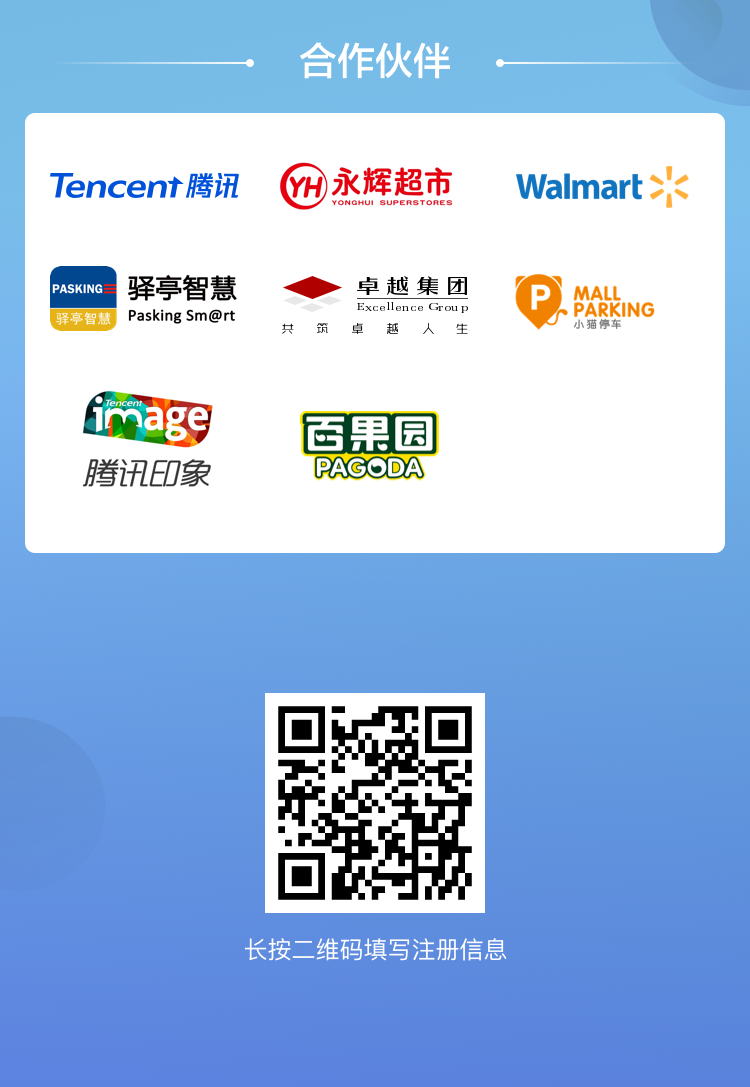 合作伙伴
Tencent 腾讯
YH 永辉超市
YONGHUI SUPERSTORES
Walmart
PASKING
驿亭智慧
驿亭智慧
Pasking Sm@rt
卓越集团
Excellence Group
共筑卓越人生
P
MALL
PARKING
小猫停车
Tencent
image
腾讯印象
百果园
PAGODA
长按二维码填写注册信息